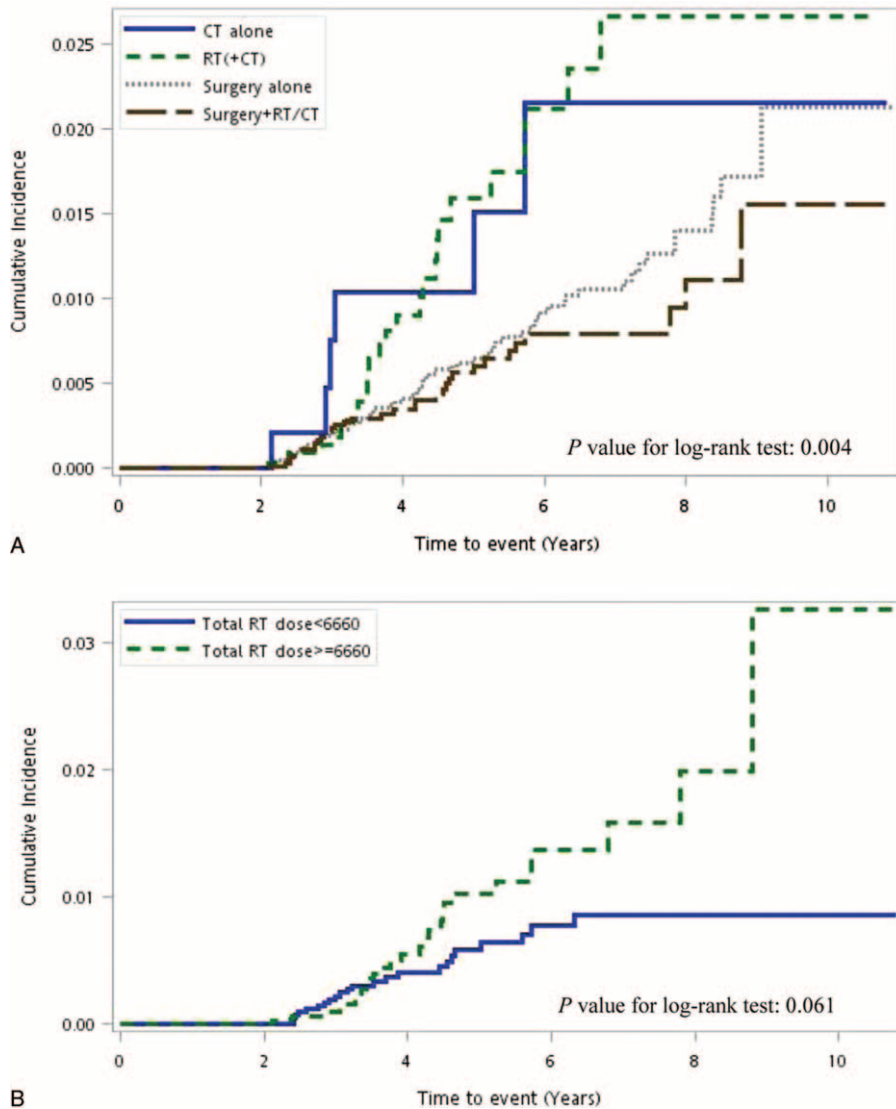 0.025
0.020
0.015
0.010
0.005
0.000
Cumulative Incidence
CT alone
RT(+CT)
Surgery alone
Surgery+RT/CT
P value for log-rank test: 0.004
0 2 4 6 8 10
Time to event (Years)
A
0.03
0.02
0.01
0.00
Cumulative Incidence
Total RT dose<6660
Total RT dose>=6660
P value for log-rank test: 0.061
0 2 4 6 8 10
Time to event (Years)
B